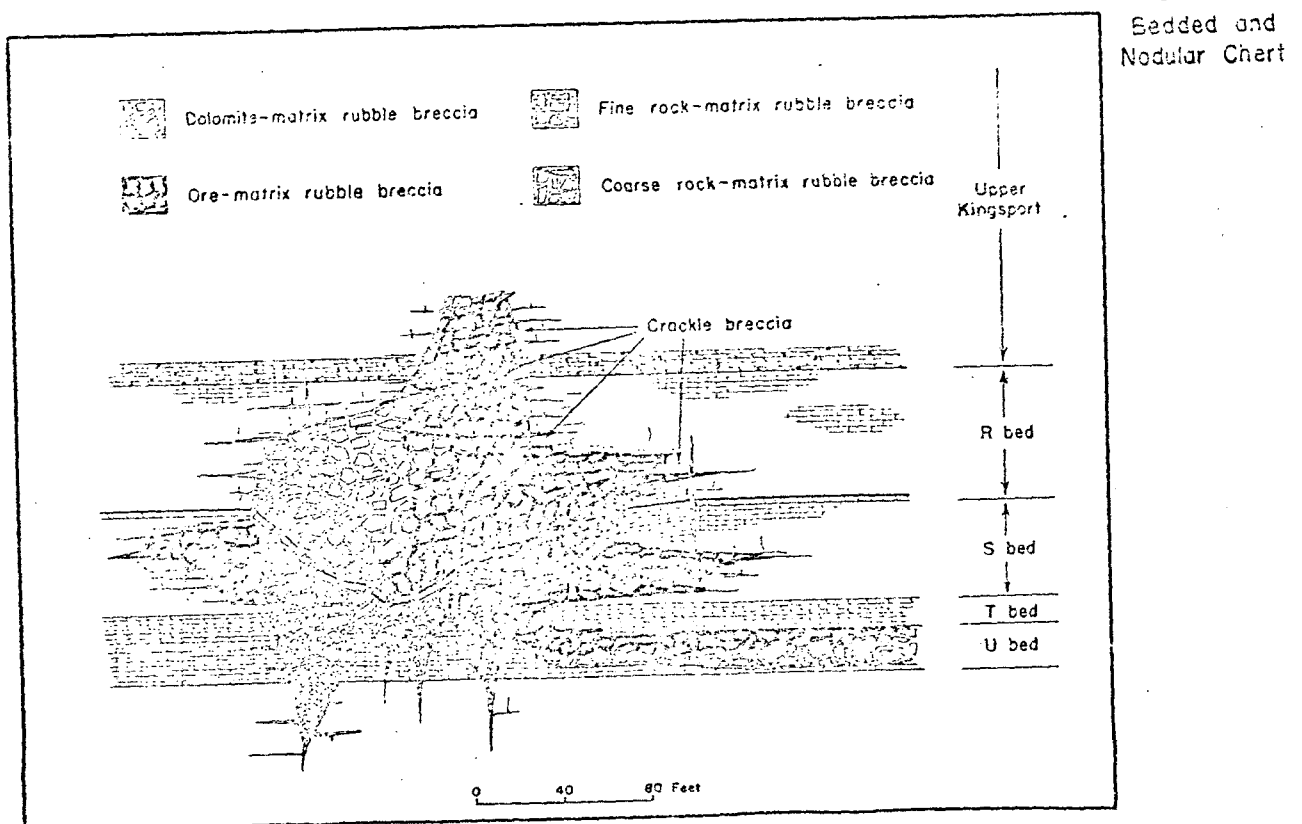 Bedded and
Nodular Chert
Dolomite-matrix rubble breccia
Fine rock-matrix rubble breccia
Ore-matrix rubble breccia
Coarse rock-matrix rubble breccia
Upper
Kingsport
Crackle breccia
R bed
S bed
T bed
U bed
0 40 80 Feet